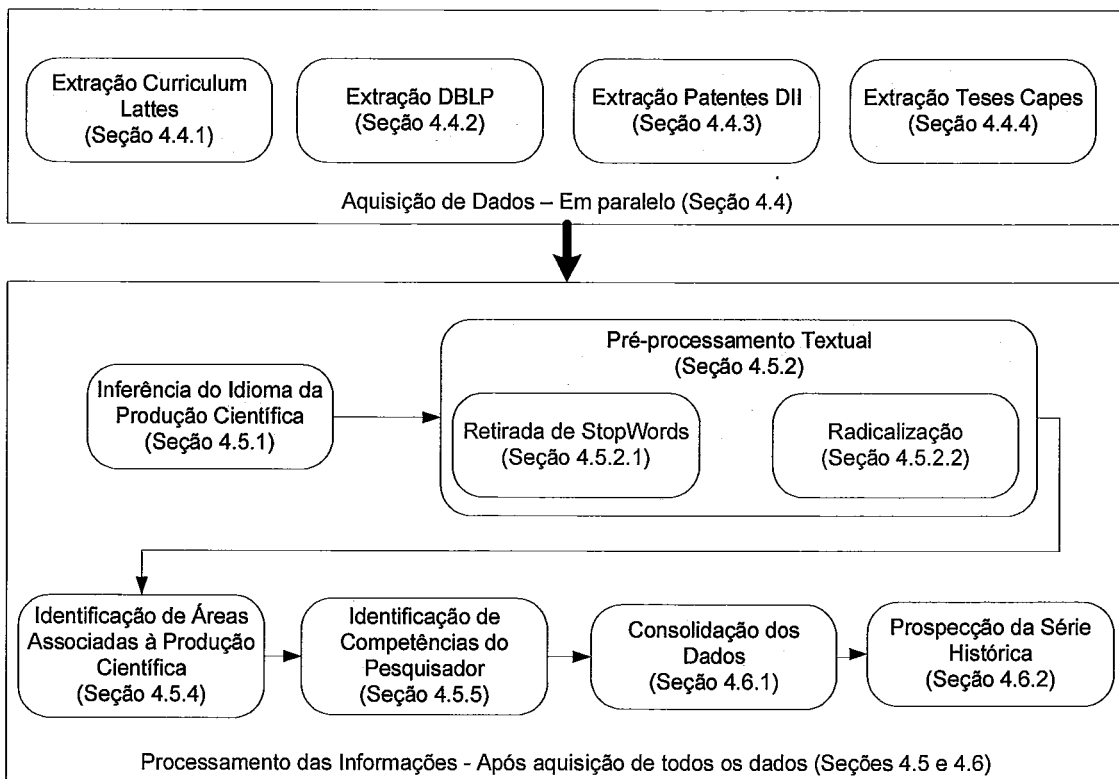 Extração Curriculum
Lattes
(Seção 4.4.1)
Extração DBLP
(Seção 4.4.2)
Extração Patentes DII
(Seção 4.4.3)
Extração Teses Capes
(Seção 4.4.4)
Aquisição de Dados – Em paralelo (Seção 4.4)
Pré-processamento Textual
(Seção 4.5.2)
Inferência do Idioma da
Produção Científica
(Seção 4.5.1)
Retirada de StopWords
(Seção 4.5.2.1)
Radicalização
(Seção 4.5.2.2)
Identificação de Áreas
Associadas à Produção
Científica
(Seção 4.5.4)
Identificação de
Competências do
Pesquisador
(Seção 4.5.5)
Consolidação dos
Dados
(Seção 4.6.1)
Prospecção da Série
Histórica
(Seção 4.6.2)
Processamento das Informações - Após aquisição de todos os dados (Seções 4.5 e 4.6)